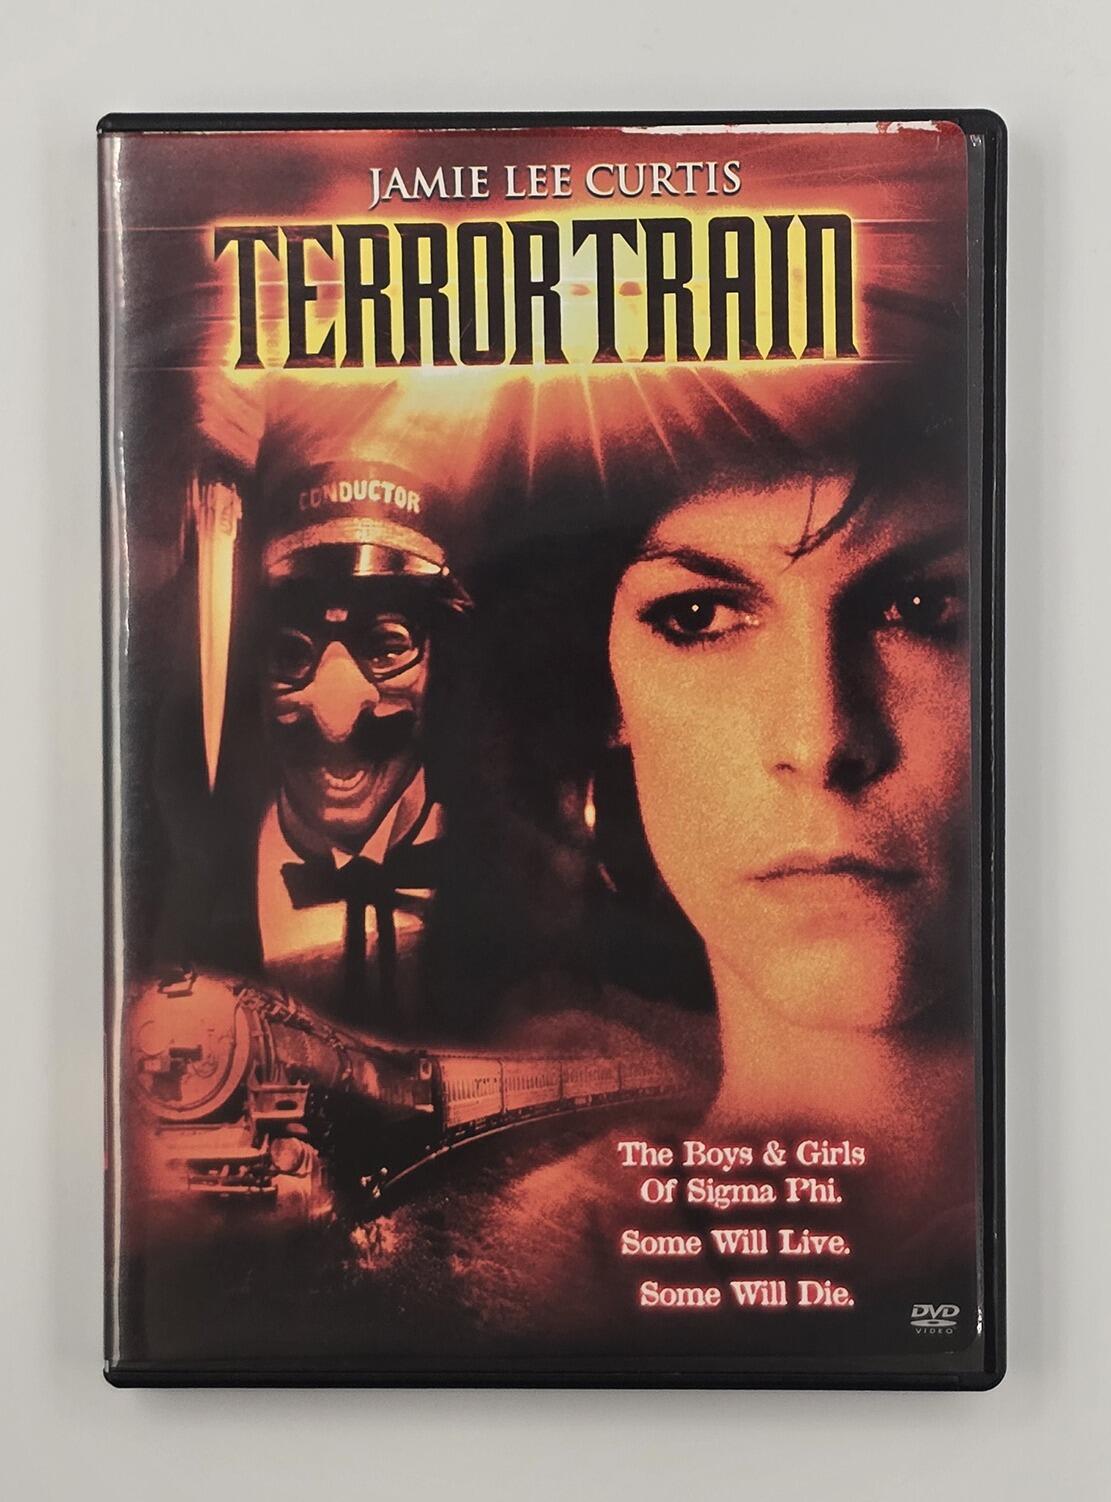 JAMIE LEE CURTIS
TERROR TRAIN
CONDUCTOR
The Boys & Girls
Of Sigma Phi.
Some Will Live.
Some Will Die.
DVD
VIDEO